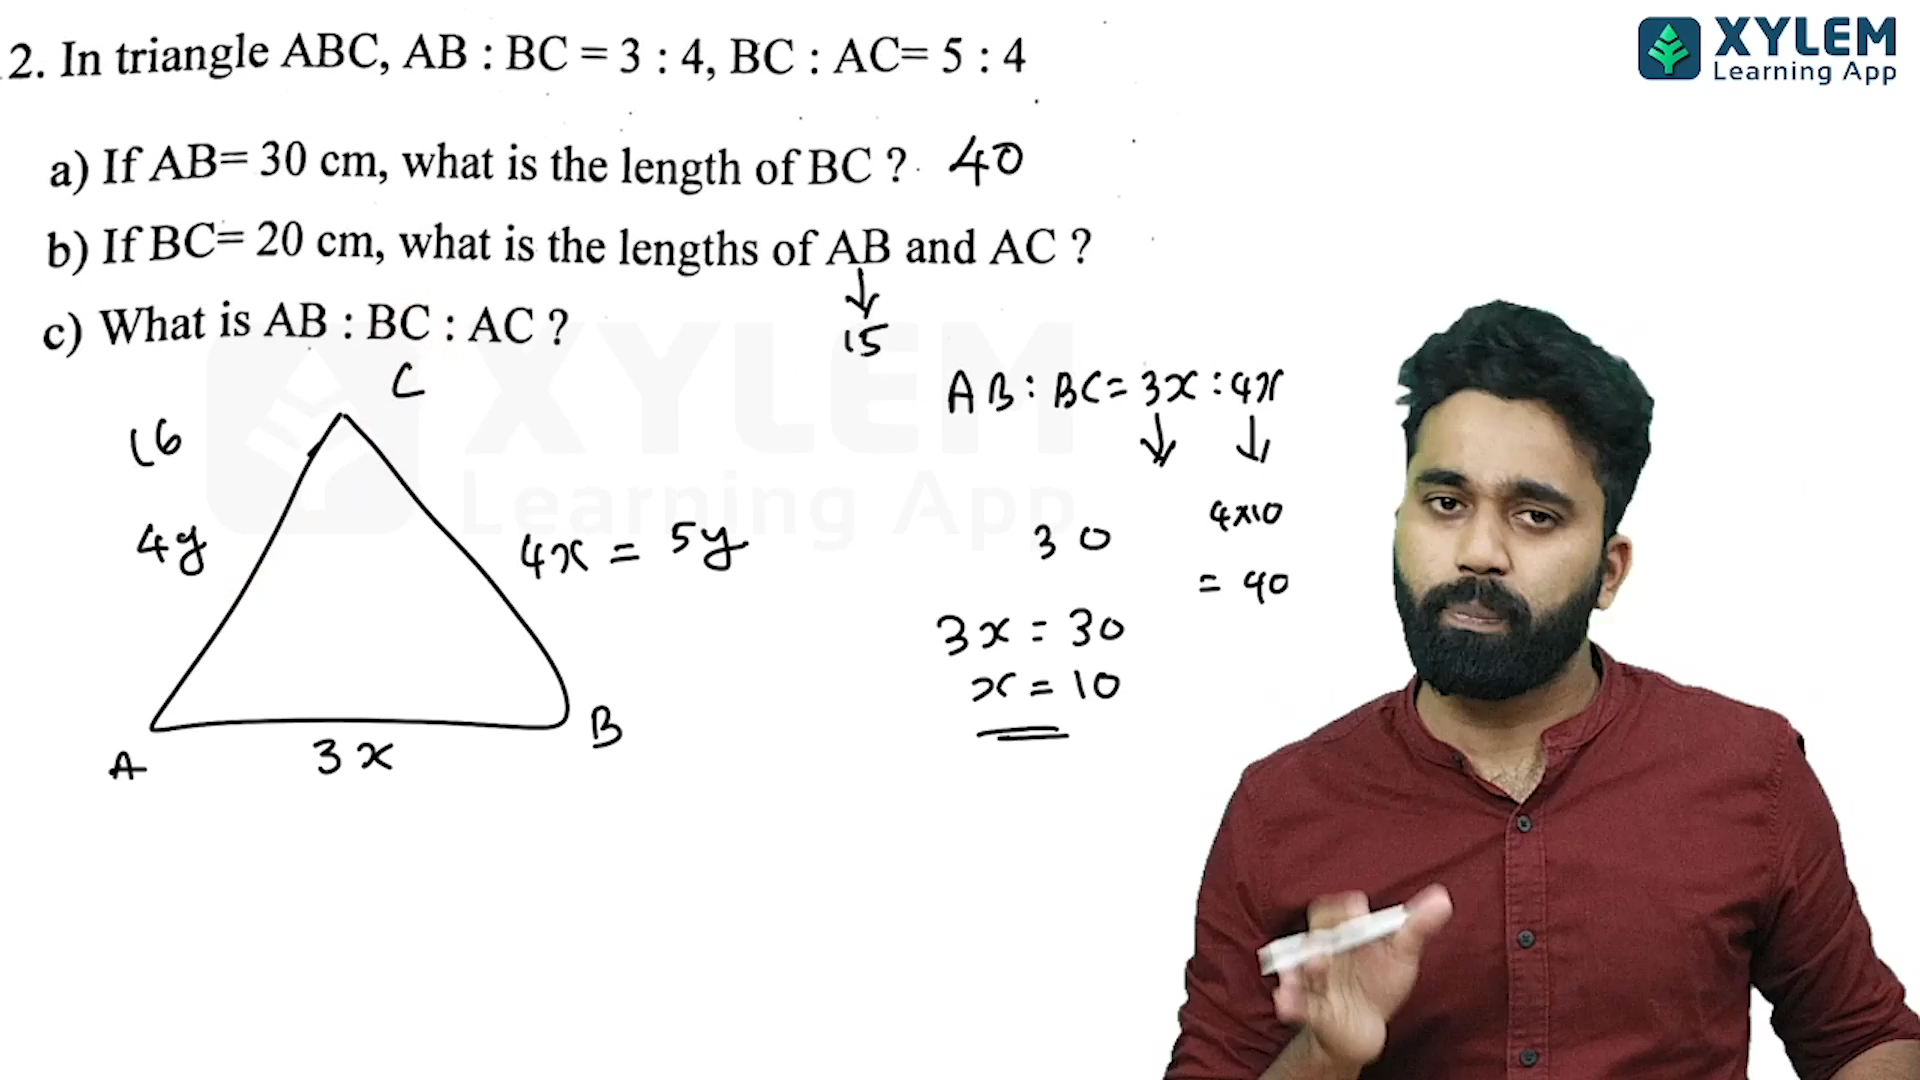 2. In triangle ABC, AB : BC = 3 : 4, BC : AC= 5 : 4
a) If AB= 30 cm, what is the length of BC ? 40
b) If BC= 20 cm, what is the lengths of AB and AC ?
15
c) What is AB : BC : AC ?
C
16
4y
4x = 5y
A
3x
B
AB : BC = 3x : 4x
30
4x10
= 40
3x = 30
x = 10
XYLEM
Learning App
XYLEM
Learning App